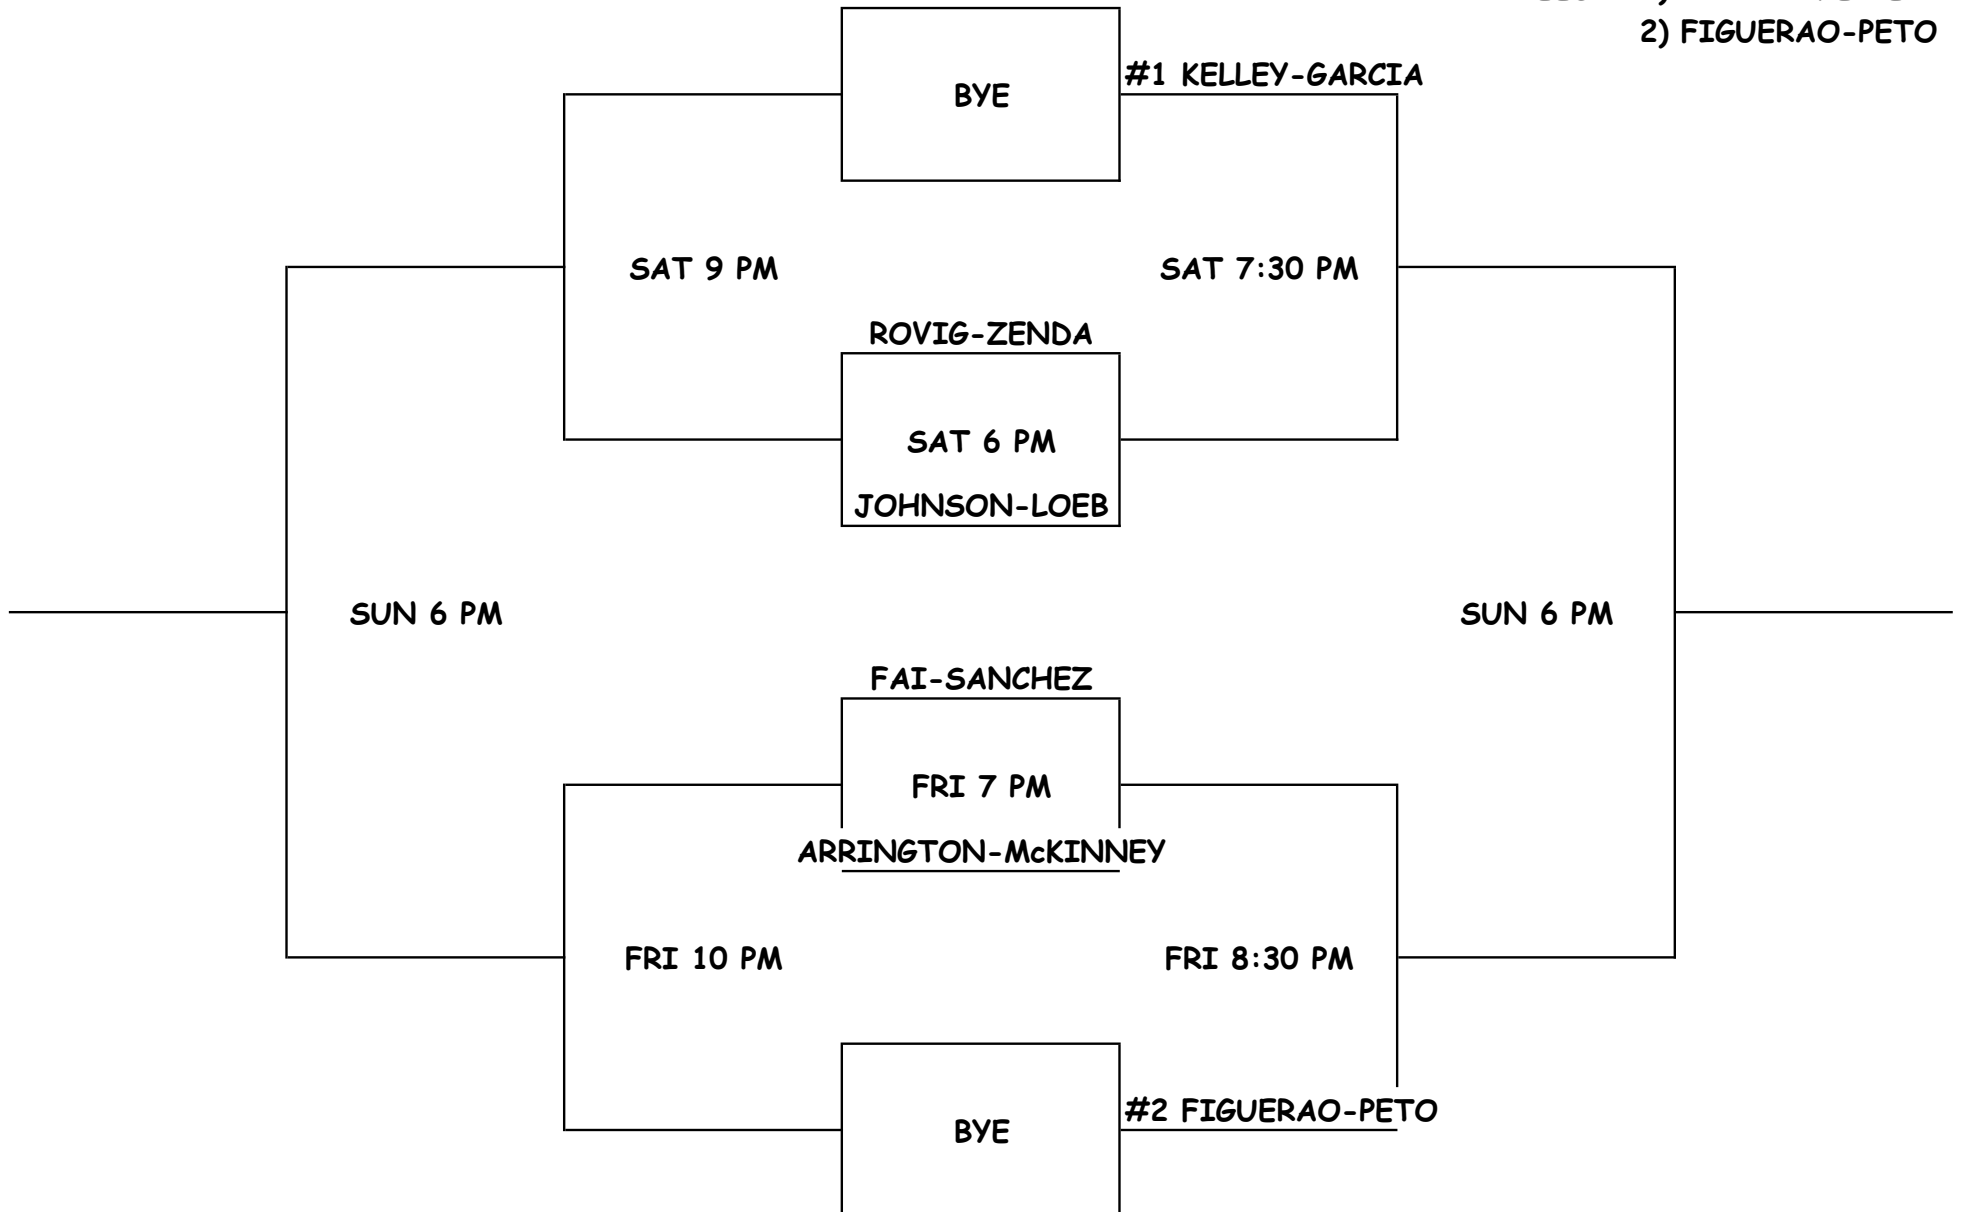 2) FIGUERAO-PETO
#1 KELLEY-GARCIA
BYE
SAT 9 PM
SAT 7:30 PM
ROVIG-ZENDA
SAT 6 PM
JOHNSON-LOEB
SUN 6 PM
SUN 6 PM
FAI-SANCHEZ
FRI 7 PM
ARRINGTON-McKINNEY
FRI 10 PM
FRI 8:30 PM
#2 FIGUERAO-PETO
BYE